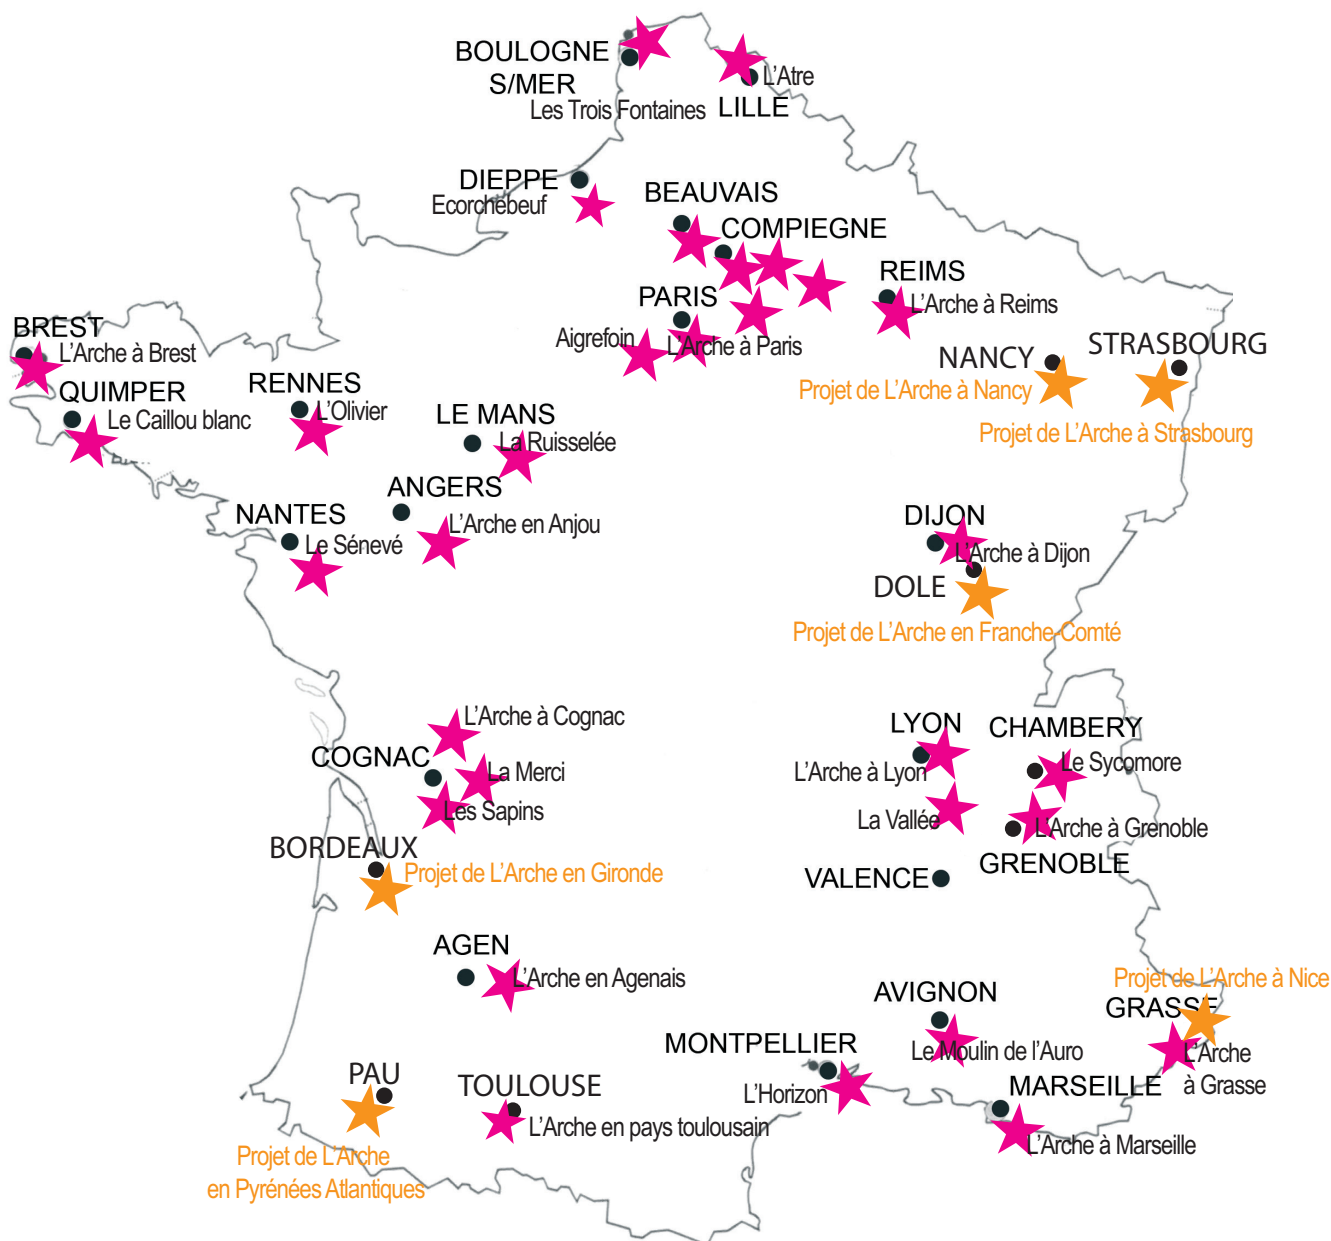 BOULOGNE
S/MER
Les Trois Fontaines
L'Atre
LILLE
DIEPPE
Ecorchebeuf
BEAUVAIS
COMPIEGNE
REIMS
L'Arche à Reims
PARIS
Aigrefoin
L'Arche à Paris
BREST
L'Arche à Brest
QUIMPER
Le Caillou blanc
RENNES
L'Olivier
LE MANS
La Ruisselée
NANCY
Projet de L'Arche à Nancy
STRASBOURG
Projet de L'Arche à Strasbourg
ANGERS
L'Arche en Anjou
NANTES
Le Sénevé
DIJON
L'Arche à Dijon
DOLE
Projet de L'Arche en Franche-Comté
L'Arche à Cognac
COGNAC
La Merci
Les Sapins
LYON
L'Arche à Lyon
CHAMBERY
Le Sycomore
La Vallée
L'Arche à Grenoble
GRENOBLE
VALENCE
BORDEAUX
Projet de L'Arche en Gironde
AGEN
L'Arche en Agenais
Projet de L'Arche à Nice
GRASSE
L'Arche
à Grasse
AVIGNON
Le Moulin de l'Auro
MONTPELLIER
L'Horizon
MARSEILLE
L'Arche à Marseille
PAU
Projet de L'Arche
en Pyrénées Atlantiques
TOULOUSE
L'Arche en pays toulousain